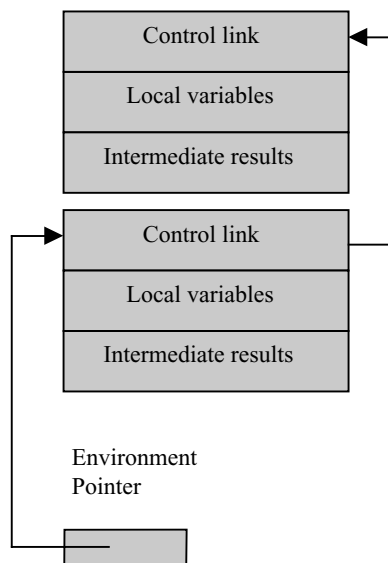 Control link
Local variables
Intermediate results
Control link
Local variables
Intermediate results
Environment
Pointer